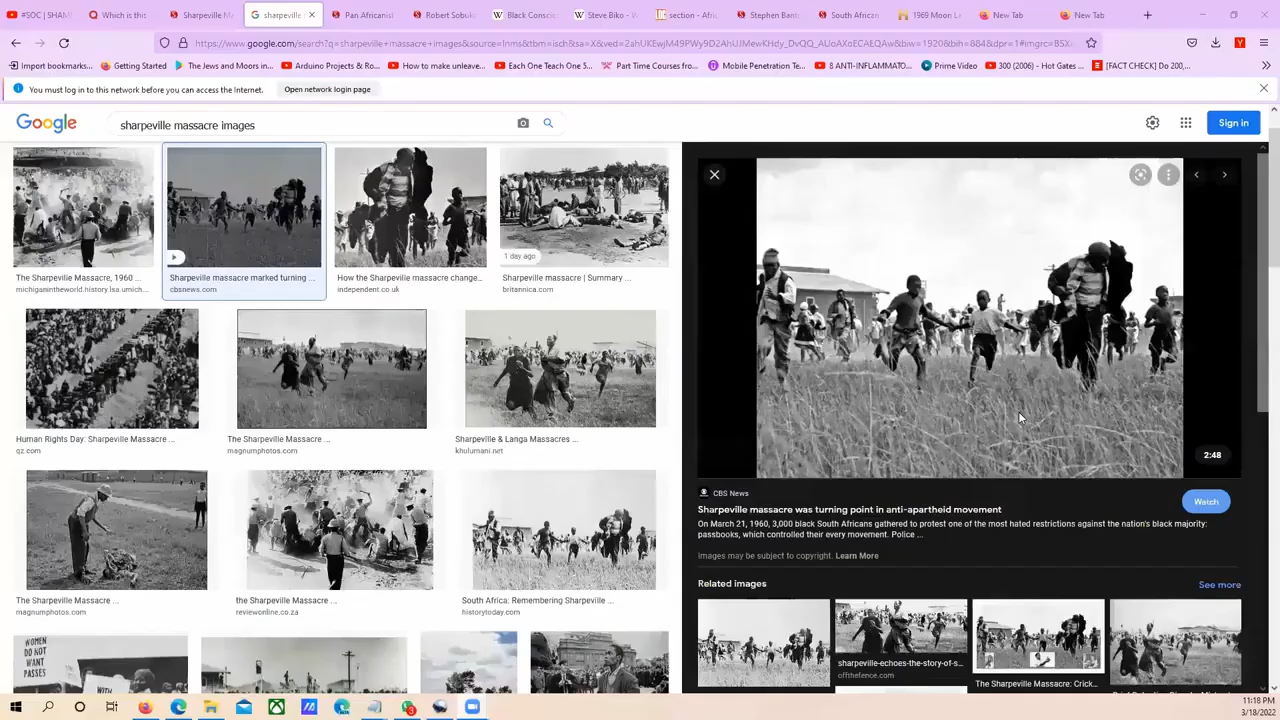 #SOC | SHAM
Which is this
Sharpeville Ma
sharpeville
Pan Africanist
Robert Sobuk
Black Consc
Steve Biko -
section - Afric
Stephen Bant
South African
1969 Moon La
New Tab
New Tab
Import bookmarks...
Getting Started
The Jews and Moors in...
Arduino Projects & Ro...
How to make unleave...
Each One Teach One 5...
Part Time Courses fro...
Mobile Penetration Te...
8 ANTI-INFLAMMATO...
Prime Video
300 (2006) - Hot Gates ...
[FACT CHECK] Do 200,...
You must log in to this network before you can access the Internet.
Open network login page
Google
sharpeville massacre images
Sign in
The Sharpeville Massacre, 1960 ...
michiganintheworld.history.lsa.umich...
Sharpeville massacre marked turning ...
cbsnews.com
How the Sharpeville massacre change...
independent.co.uk
1 day ago
Sharpeville massacre | Summary ...
britannica.com
Human Rights Day: Sharpeville Massacre ...
qz.com
The Sharpeville Massacre ...
magnumphotos.com
Sharpeville & Langa Massacres ...
khulumani.net
The Sharpeville Massacre ...
magnumphotos.com
the Sharpeville Massacre ...
reviewonline.co.za
South Africa: Remembering Sharpeville ...
historytoday.com
WOMEN
DO NOT
WANT
PASSES
WITH
2:48
CBS News
Watch
Sharpeville massacre was turning point in anti-apartheid movement
On March 21, 1960, 3,000 black South Africans gathered to protest one of the most hated restrictions against the nation's black majority:
passbooks, which controlled their every movement. Police ...
Images may be subject to copyright. Learn More
Related images
See more
sharpeville-echoes-the-story-of-s...
offthefence.com
The Sharpeville Massacre: Crick...
11:18 PM
3/18/2022